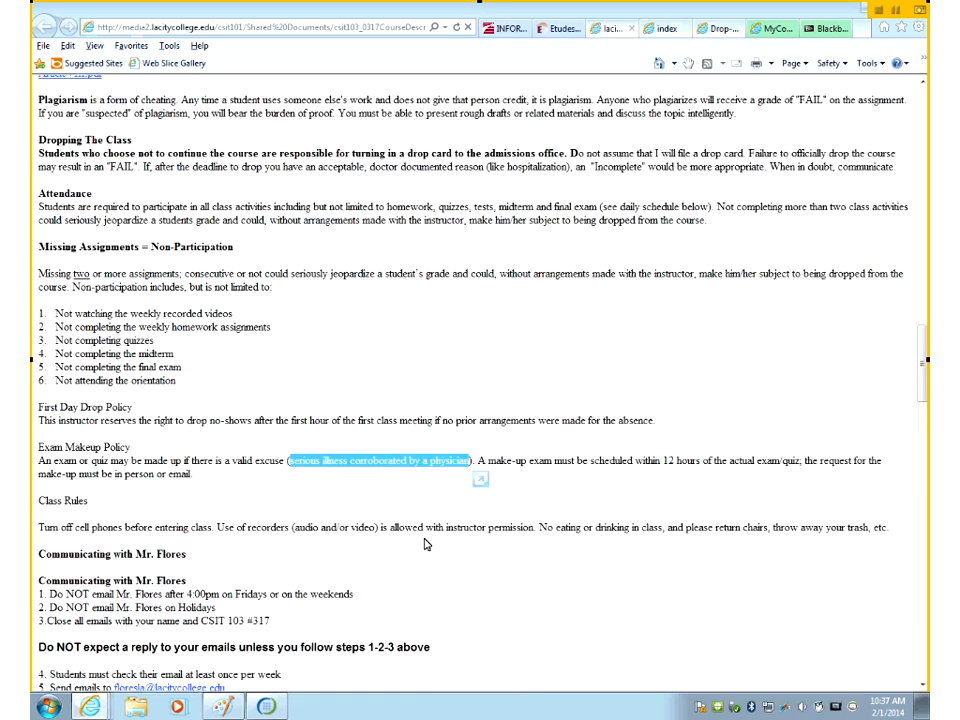 http://media2.lacitycollege.edu/csit101/Shared%20Documents/csit103_0317CourseDescr
INFOR...
Etudes...
laci...
index
Drop-...
MyCo...
Blackb...
File Edit View Favorites Tools Help
Suggested Sites Web Slice Gallery
Page Safety Tools
Plagiarism is a form of cheating. Any time a student uses someone else's work and does not give that person credit, it is plagiarism. Anyone who plagiarizes will receive a grade of "FAIL" on the assignment.
If you are "suspected" of plagiarism, you will bear the burden of proof. You must be able to present rough drafts or related materials and discuss the topic intelligently.
Dropping The Class
Students who choose not to continue the course are responsible for turning in a drop card to the admissions office. Do not assume that I will file a drop card. Failure to officially drop the course
may result in an "FAIL". If, after the deadline to drop you have an acceptable, doctor documented reason (like hospitalization), an "Incomplete" would be more appropriate. When in doubt, communicate.
Attendance
Students are required to participate in all class activities including but not limited to homework, quizzes, tests, midterm and final exam (see daily schedule below). Not completing more than two class activities
could seriously jeopardize a students grade and could, without arrangements made with the instructor, make him/her subject to being dropped from the course.
Missing Assignments = Non-Participation
Missing two or more assignments; consecutive or not could seriously jeopardize a student's grade and could, without arrangements made with the instructor, make him/her subject to being dropped from the
course. Non-participation includes, but is not limited to:
1. Not watching the weekly recorded videos
2. Not completing the weekly homework assignments
3. Not completing quizzes
4. Not completing the midterm
5. Not completing the final exam
6. Not attending the orientation
First Day Drop Policy
This instructor reserves the right to drop no-shows after the first hour of the first class meeting if no prior arrangements were made for the absence.
Exam Makeup Policy
An exam or quiz may be made up if there is a valid excuse (serious illness corroborated by a physician). A make-up exam must be scheduled within 12 hours of the actual exam/quiz; the request for the
make-up must be in person or email.
Class Rules
Turn off cell phones before entering class. Use of recorders (audio and/or video) is allowed with instructor permission. No eating or drinking in class, and please return chairs, throw away your trash, etc.
Communicating with Mr. Flores
Communicating with Mr. Flores
1. Do NOT email Mr. Flores after 4:00pm on Fridays or on the weekends
2. Do NOT email Mr. Flores on Holidays
3.Close all emails with your name and CSIT 103 #317
Do NOT expect a reply to your emails unless you follow steps 1-2-3 above
4. Students must check their email at least once per week
5. Send emails to floresla@lacitycollege.edu
10:37 AM
2/1/2014